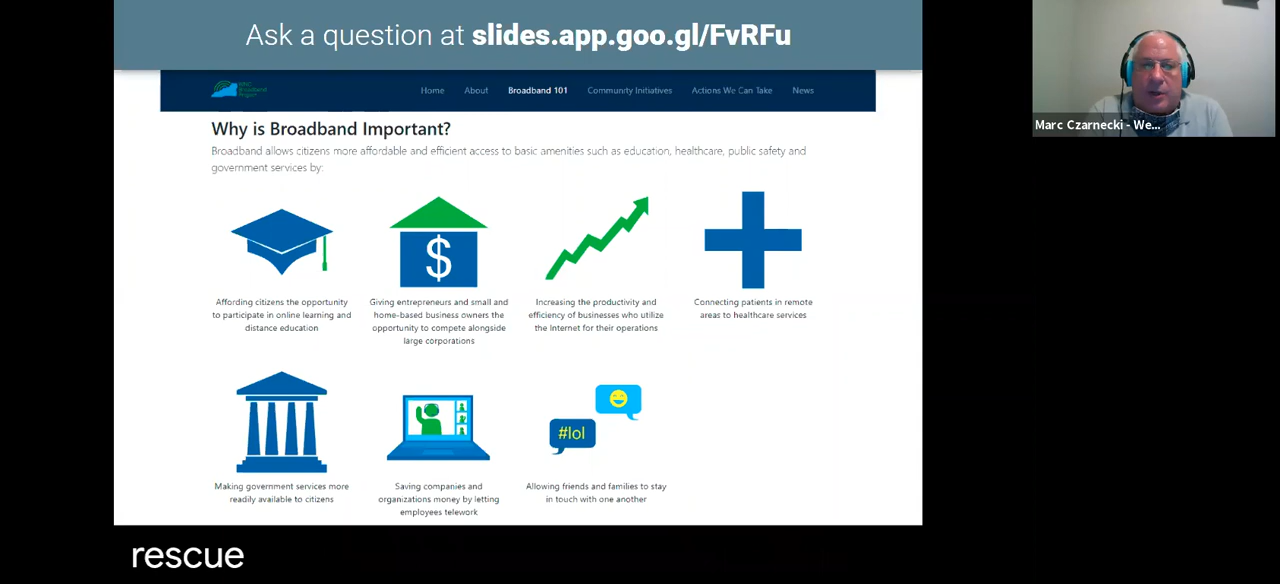 Ask a question at slides.app.goo.gl/FvRFu
Home About Broadband 101 Community Initiatives Actions We Can Take News
Why is Broadband Important?
Broadband allows citizens more affordable and efficient access to basic amenities such as education, healthcare, public safety and
government services by:
$
Affording citizens the opportunity
to participate in online learning and
distance education
Giving entrepreneurs and small and
home-based business owners the
opportunity to compete alongside
large corporations
Increasing the productivity and
efficiency of businesses who utilize
the Internet for their operations
Connecting patients in remote
areas to healthcare services
#lol
Making government services more
readily available to citizens
Saving companies and
organizations money by letting
employees telework
Allowing friends and families to stay
in touch with one another
Marc Czarnecki - We...
rescue